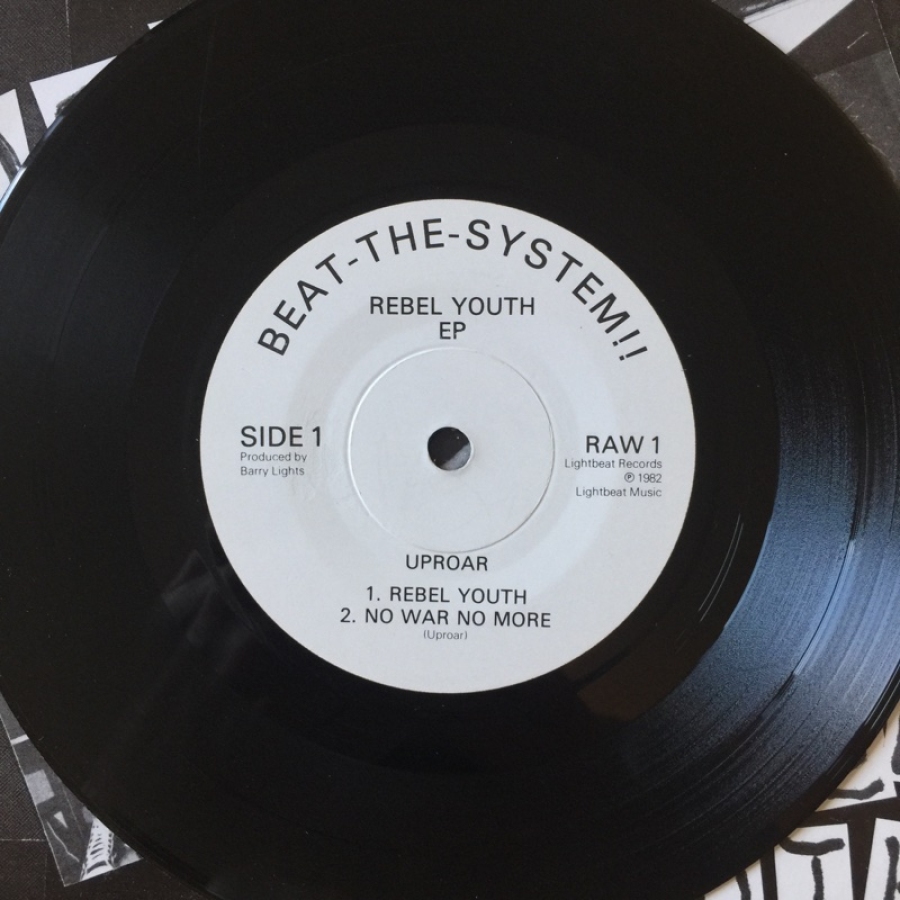 BEAT-THE-SYSTEM!!
REBEL YOUTH
EP
SIDE 1
Produced by
Barry Lights
RAW 1
Lightbeat Records
℗ 1982
Lightbeat Music
UPROAR
1. REBEL YOUTH
2. NO WAR NO MORE
(Uproar)